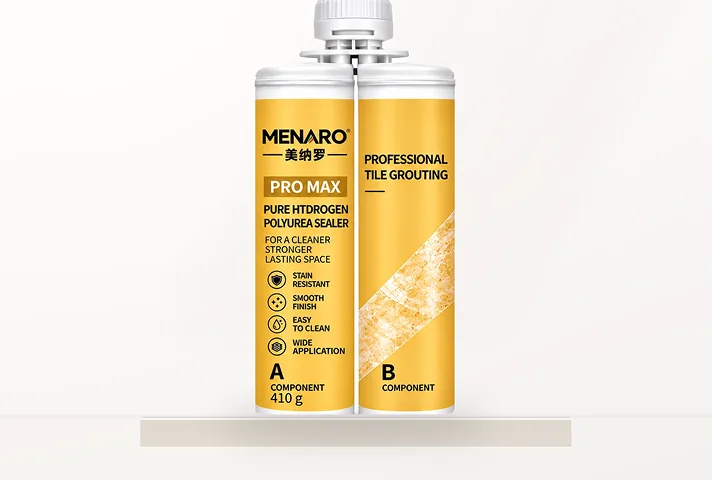 MENARO®
美纳罗
PRO MAX
PURE HTDROGEN
POLYUREA SEALER
FOR A CLEANER
STRONGER
LASTING SPACE
STAIN
RESISTANT
SMOOTH
FINISH
EASY
TO CLEAN
WIDE
APPLICATION
A
COMPONENT
410 g
PROFESSIONAL
TILE GROUTING
B
COMPONENT